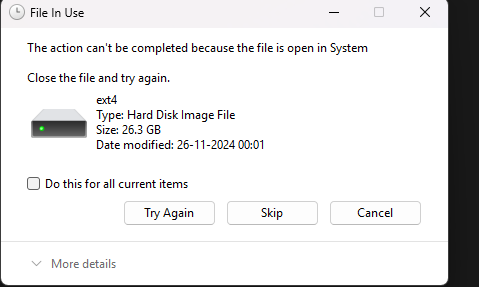 File In Use
The action can't be completed because the file is open in System
Close the file and try again.
ext4
Type: Hard Disk Image File
Size: 26.3 GB
Date modified: 26-11-2024 00:01
Do this for all current items
Try Again
Skip
Cancel
More details